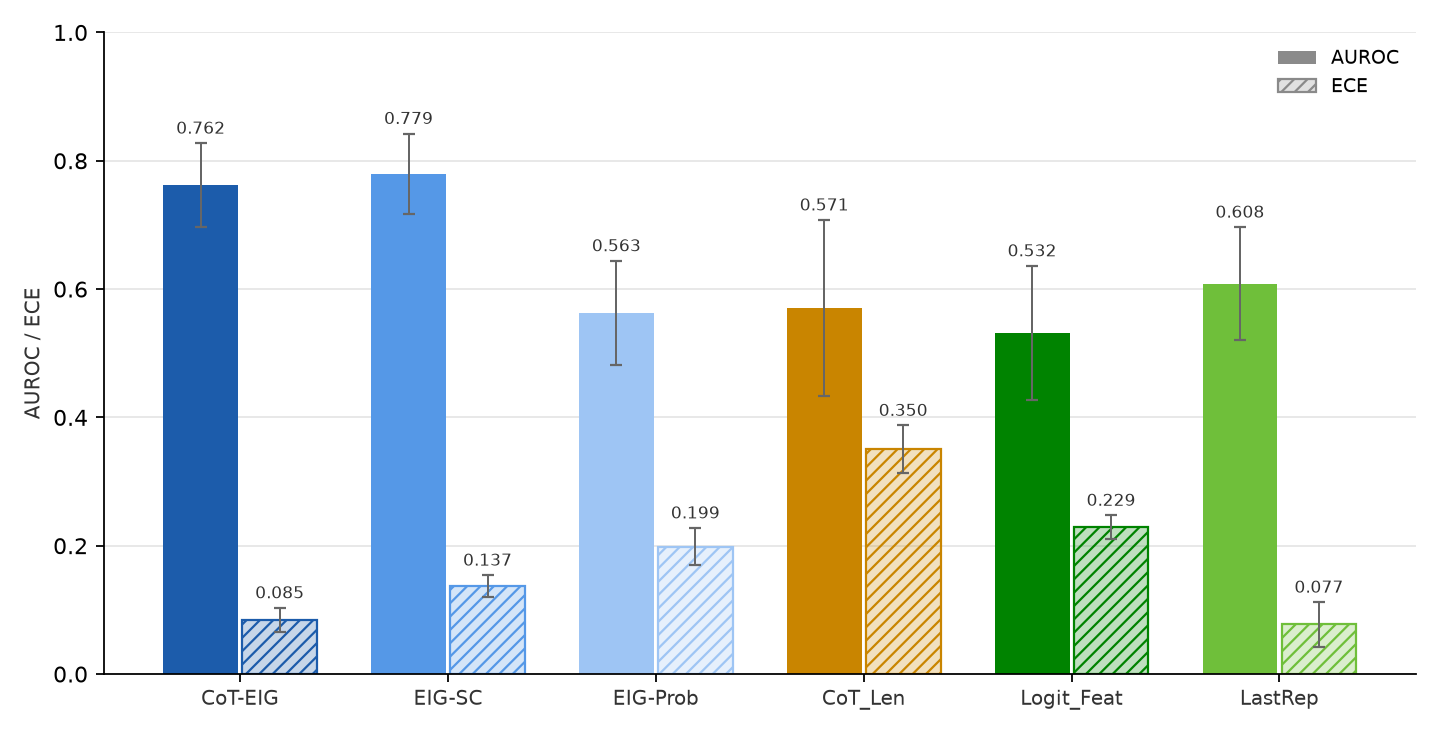 1.0
0.8
0.6
0.4
0.2
0.0
AUROC / ECE
AUROC
ECE
0.762
0.085
0.779
0.137
0.563
0.199
0.571
0.350
0.532
0.229
0.608
0.077
CoT-EIG
EIG-SC
EIG-Prob
CoT_Len
Logit_Feat
LastRep